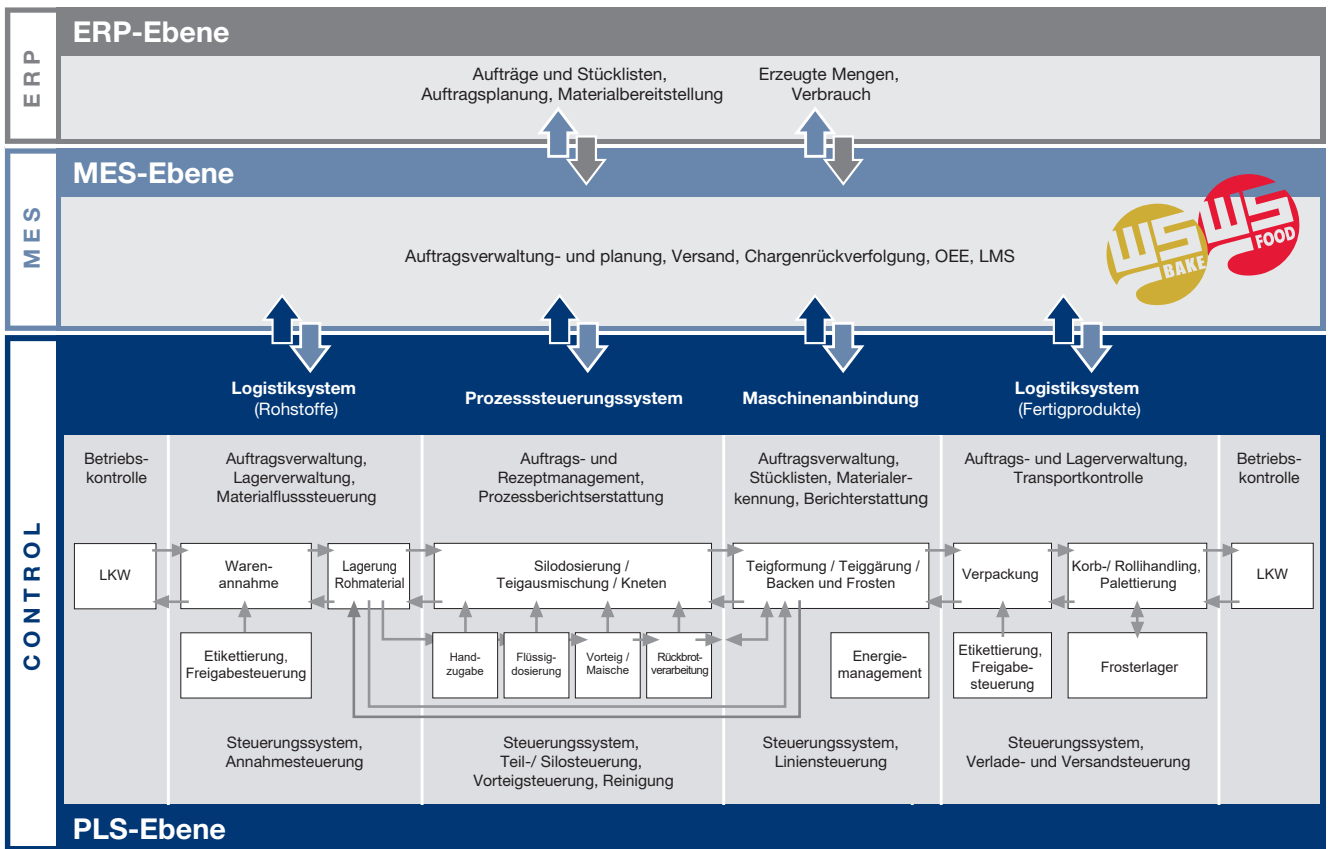 ERP
ERP-Ebene
Aufträge und Stücklisten,
Auftragsplanung, Materialbereitstellung
Erzeugte Mengen,
Verbrauch
MES
MES-Ebene
Auftragsverwaltung- und planung, Versand, Chargenrückverfolgung, OEE, LMS
WS
BAKE
WS
FOOD
CONTROL
Logistiksystem
(Rohstoffe)
Prozesssteuerungssystem
Maschinenanbindung
Logistiksystem
(Fertigprodukte)
Betriebs-
kontrolle
Auftragsverwaltung,
Lagerverwaltung,
Materialflusssteuerung
Auftrags- und
Rezeptmanagement,
Prozessberichtserstattung
Auftragsverwaltung,
Stücklisten, Materialer-
kennung, Berichterstattung
Auftrags- und Lagerverwaltung,
Transportkontrolle
Betriebs-
kontrolle
LKW
Waren-
annahme
Lagerung
Rohmaterial
Silodosierung /
Teigausmischung / Kneten
Teigformung / Teiggärung /
Backen und Frosten
Verpackung
Korb-/ Rollihandling,
Palettierung
LKW
Etikettierung,
Freigabesteuerung
Hand-
zugabe
Flüssig-
dosierung
Vorteig /
Maische
Rückbrot-
verarbeitung
Energie-
management
Etikettierung,
Freigabe-
steuerung
Frosterlager
Steuerungssystem,
Annahmesteuerung
Steuerungssystem,
Teil-/ Silosteuerung,
Vorteigsteuerung, Reinigung
Steuerungssystem,
Liniensteuerung
Steuerungssystem,
Verlade- und Versandsteuerung
PLS-Ebene